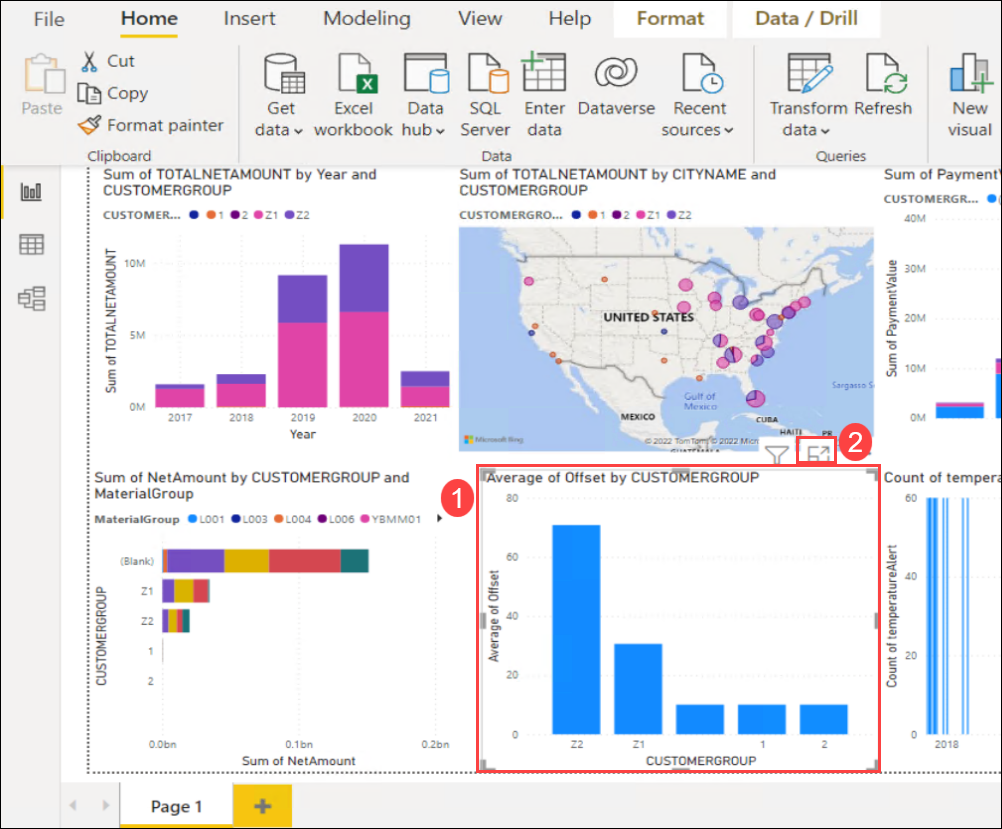 File Home Insert Modeling View Help Format Data / Drill
Cut
Copy
Format painter
Paste
Clipboard
Get data
Excel workbook
Data hub
SQL Server
Enter data
Dataverse
Recent sources
Data
Transform data
Refresh
Queries
New visual
Sum of TOTALNETAMOUNT by Year and
CUSTOMERGROUP
CUSTOMER... 1 2 Z1 Z2
Sum of TOTALNETAMOUNT
10M
5M
0M
2017 2018 2019 2020 2021
Year
Sum of TOTALNETAMOUNT by CITYNAME and
CUSTOMERGROUP
CUSTOMERGRO... 1 2 Z1 Z2
UNITED STATES
Gulf of
Mexico
MEXICO
CUBA
HAITI PR
Sargasso S
Microsoft Bing
© 2022 TomTom, © 2022 Micr
GUATEMALA
Sum of PaymentV
CUSTOMERGR...
Sum of PaymentValue
40M
30M
20M
10M
0M
2
1
Sum of NetAmount by CUSTOMERGROUP and
MaterialGroup
MaterialGroup L001 L003 L004 L006 YBMM01
CUSTOMERGROUP
(Blank)
Z1
Z2
1
2
0.0bn 0.1bn 0.2bn
Sum of NetAmount
Average of Offset by CUSTOMERGROUP
Average of Offset
80
60
40
20
0
Z2 Z1 1 2
CUSTOMERGROUP
Count of tempera
Count of temperatureAlert
60
40
20
0
2018
Page 1